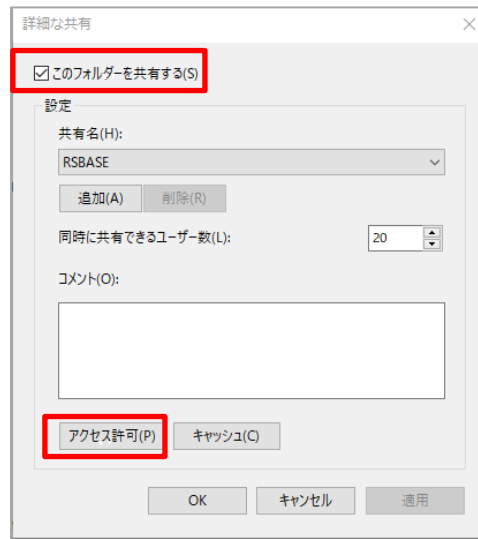 詳細な共有
このフォルダーを共有する(S)
設定
共有名(H):
RSBASE
追加(A) 削除(R)
同時に共有できるユーザー数(L): 20
コメント(O):
アクセス許可(P) キャッシュ(C)
OK キャンセル 適用